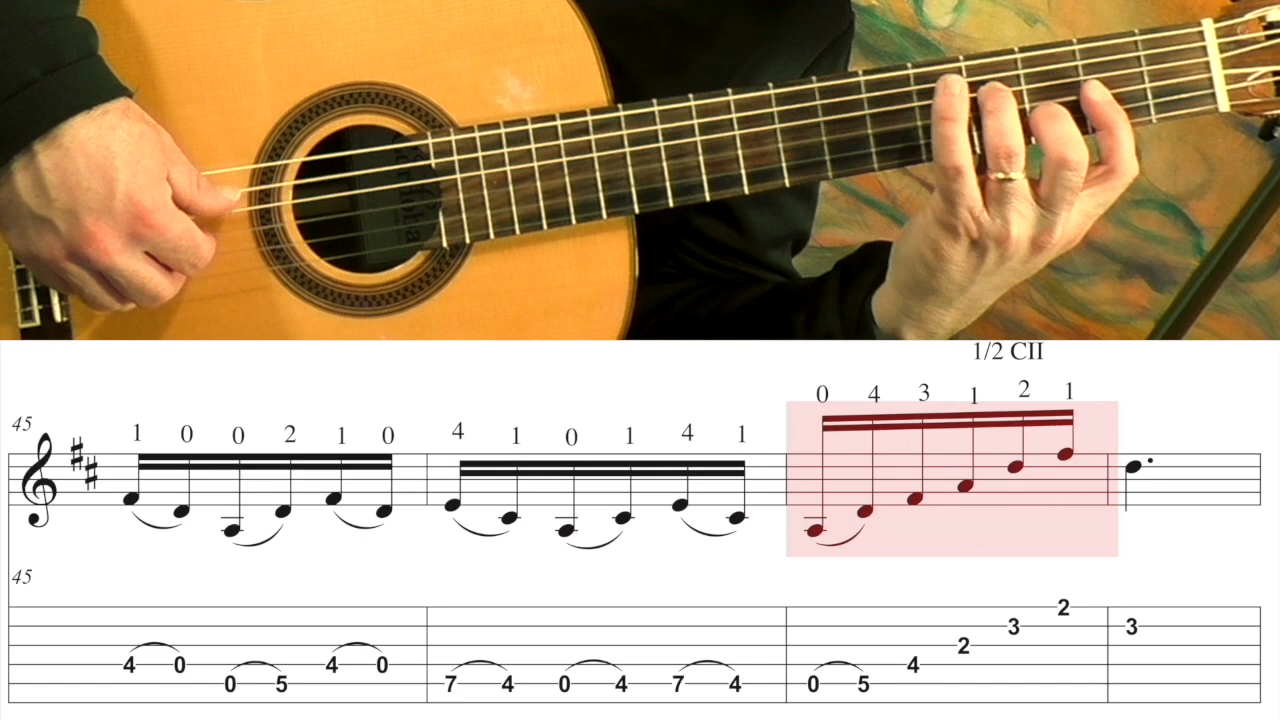 1/2 CII
0 4 3 1 2 1
45 1 0 0 2 1 0 4 1 0 1 4 1
45
2
3 3
2
4 0 4 0 4
0 5 7 4 0 4 7 4 0 5